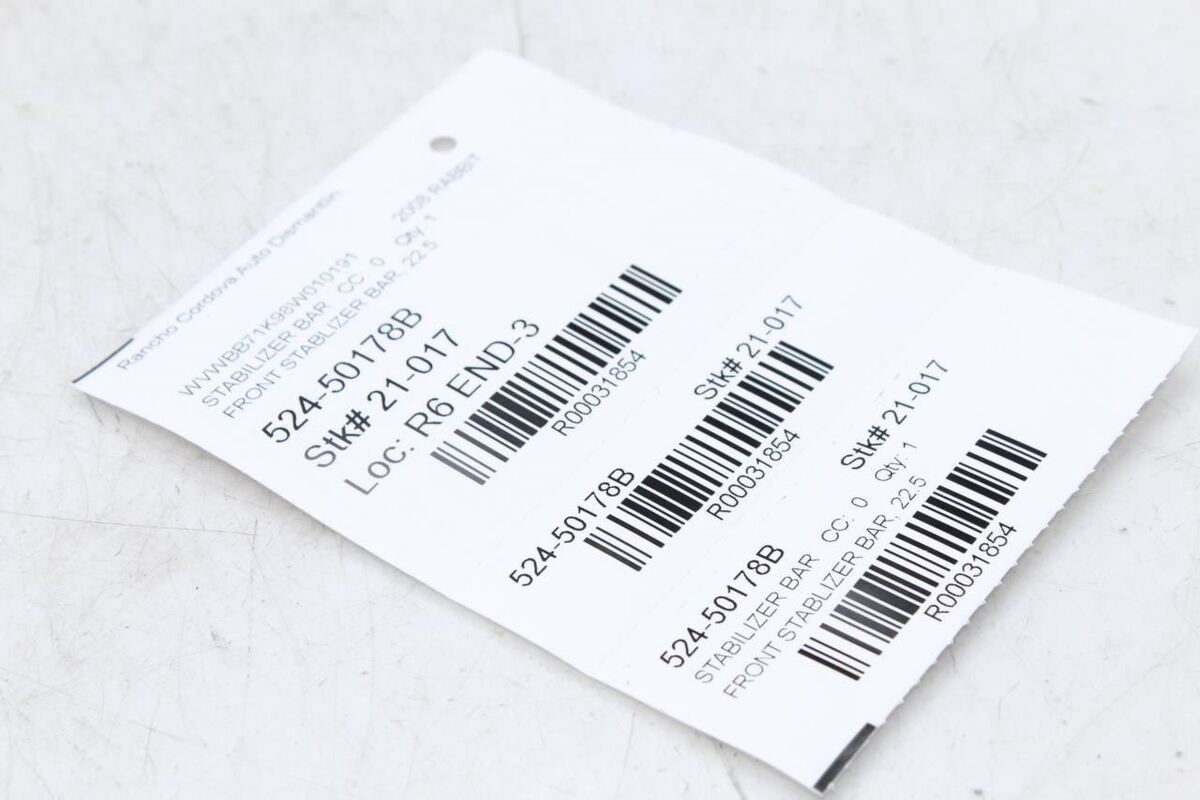 Rancho Cordova Auto Dismantlin
2008 RABBIT
WVWBB71K98W010191
STABILIZER BAR CC: 0 Qty: 1
FRONT STABLIZER BAR, 22.5
524-50178B
Stk# 21-017
Loc: R6 END-3
R00031854
524-50178B Stk# 21-017
R00031854
524-50178B Stk# 21-017
STABILIZER BAR CC: 0 Qty: 1
FRONT STABLIZER BAR, 22.5
R00031854